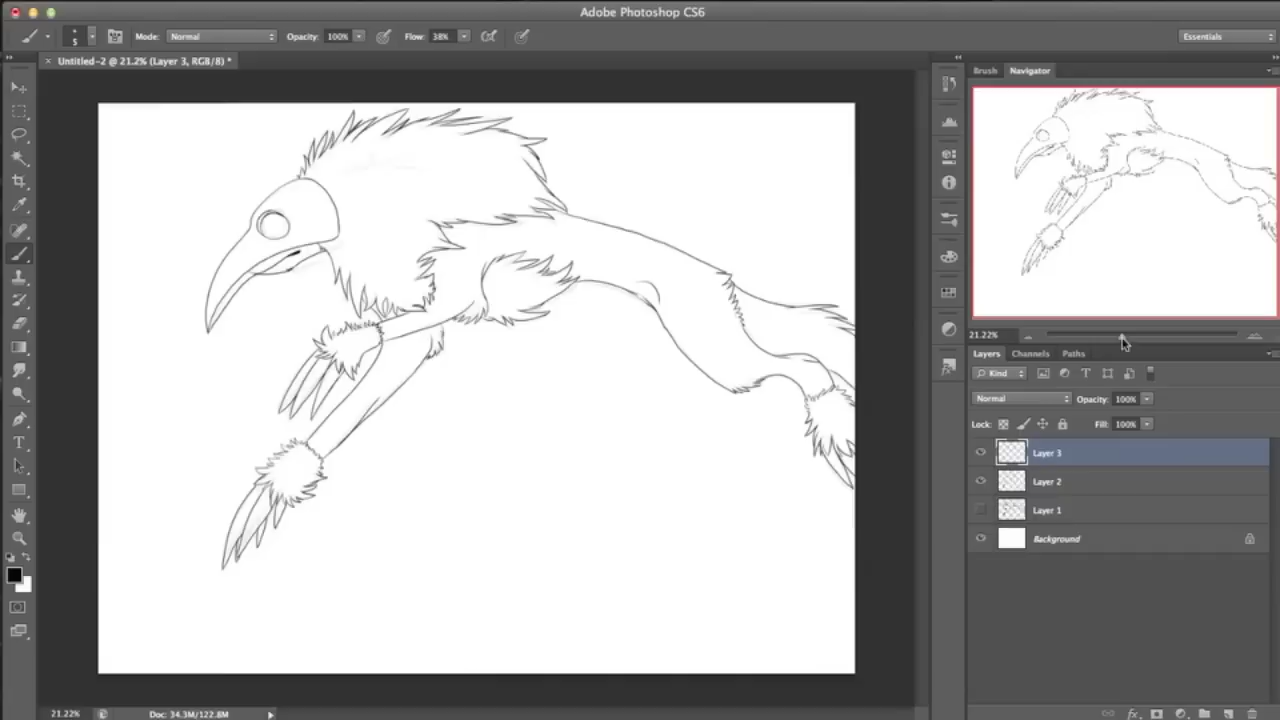 Adobe Photoshop CS6
5 Mode: Normal Opacity: 100% Flow: 38% Essentials
× Untitled-2 @ 21.2% (Layer 3, RGB/8) *
Brush Navigator
21.22%
Layers Channels Paths
Kind
Normal Opacity: 100%
Lock: Fill: 100%
Layer 3
Layer 2
Layer 1
Background
21.22% Doc: 34.3M/122.8M